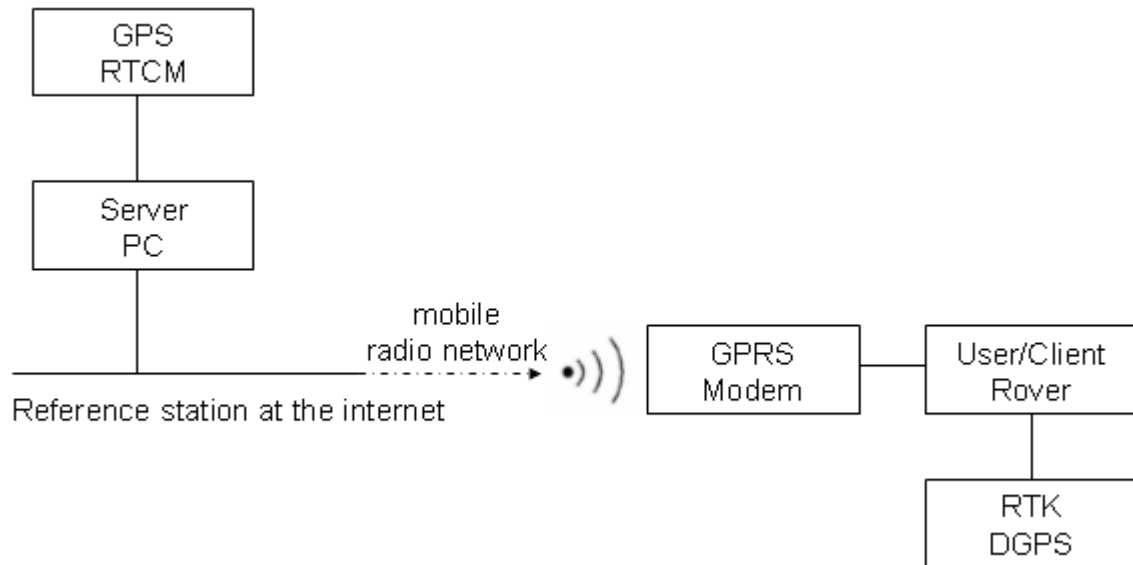 GPS
RTCM
Server
PC
mobile
radio network
GPRS
Modem
User/Client
Rover
Reference station at the internet
RTK
DGPS